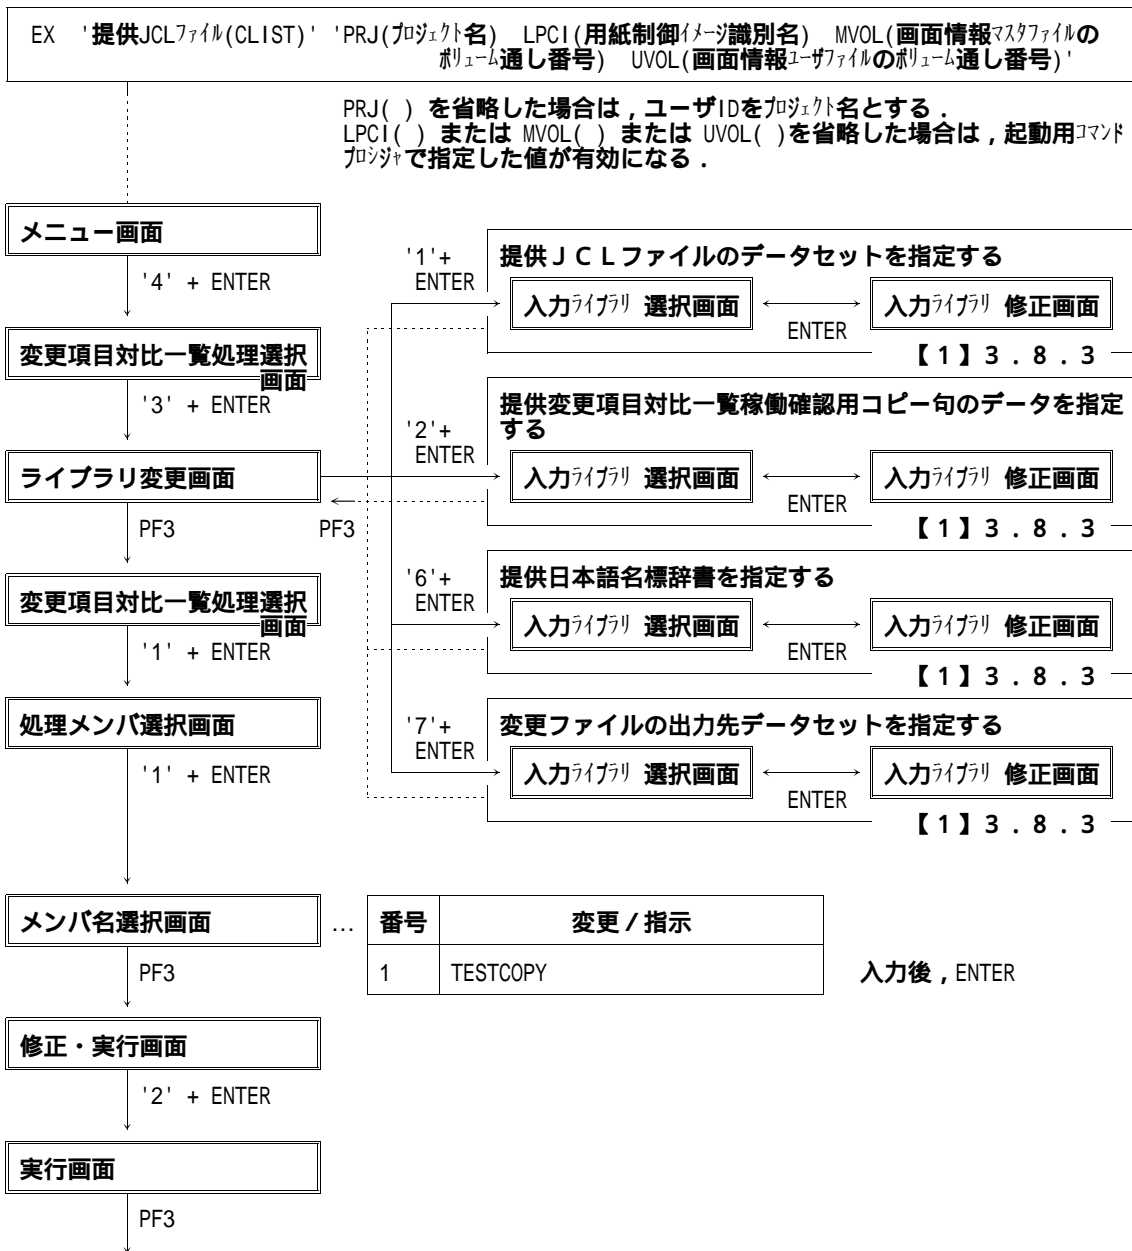 EX '提供JCLﾌｧｲﾙ(CLIST)' 'PRJ(ﾌﾟﾛｼﾞｪｸﾄ名) LPCI(用紙制御ｲﾒｰｼﾞ識別名) MVOL(画面情報ﾏｽﾀﾌｧｲﾙの
ﾎﾞﾘｭｰﾑ通し番号) UVOL(画面情報ﾕｰｻﾞﾌｧｲﾙのﾎﾞﾘｭｰﾑ通し番号)'
PRJ( ) を省略した場合は，ユーザIDをﾌﾟﾛｼﾞｪｸﾄ名とする．
LPCI( ) または MVOL( ) または UVOL( )を省略した場合は，起動用ｺﾏﾝﾄﾞ
ﾌﾟﾛｼｼﾞｬで指定した値が有効になる．
メニュー画面
'4' + ENTER
変更項目対比一覧処理選択
画面
'3' + ENTER
ライブラリ変更画面
PF3
PF3
'1'+
ENTER
提供ＪＣＬファイルのデータセットを指定する
入力ﾗｲﾌﾞﾗﾘ 選択画面
ENTER
入力ﾗｲﾌﾞﾗﾘ 修正画面
【１】３．８．３
'2'+
ENTER
提供変更項目対比一覧稼働確認用コピー句のデータを指定
する
入力ﾗｲﾌﾞﾗﾘ 選択画面
ENTER
入力ﾗｲﾌﾞﾗﾘ 修正画面
【１】３．８．３
'6'+
ENTER
提供日本語名標辞書を指定する
入力ﾗｲﾌﾞﾗﾘ 選択画面
ENTER
入力ﾗｲﾌﾞﾗﾘ 修正画面
【１】３．８．３
'7'+
ENTER
変更ファイルの出力先データセットを指定する
入力ﾗｲﾌﾞﾗﾘ 選択画面
ENTER
入力ﾗｲﾌﾞﾗﾘ 修正画面
【１】３．８．３
変更項目対比一覧処理選択
画面
'1' + ENTER
処理メンバ選択画面
'1' + ENTER
メンバ名選択画面 … 番号 変更／指示
1 TESTCOPY 入力後，ENTER
PF3
修正・実行画面
'2' + ENTER
実行画面
PF3